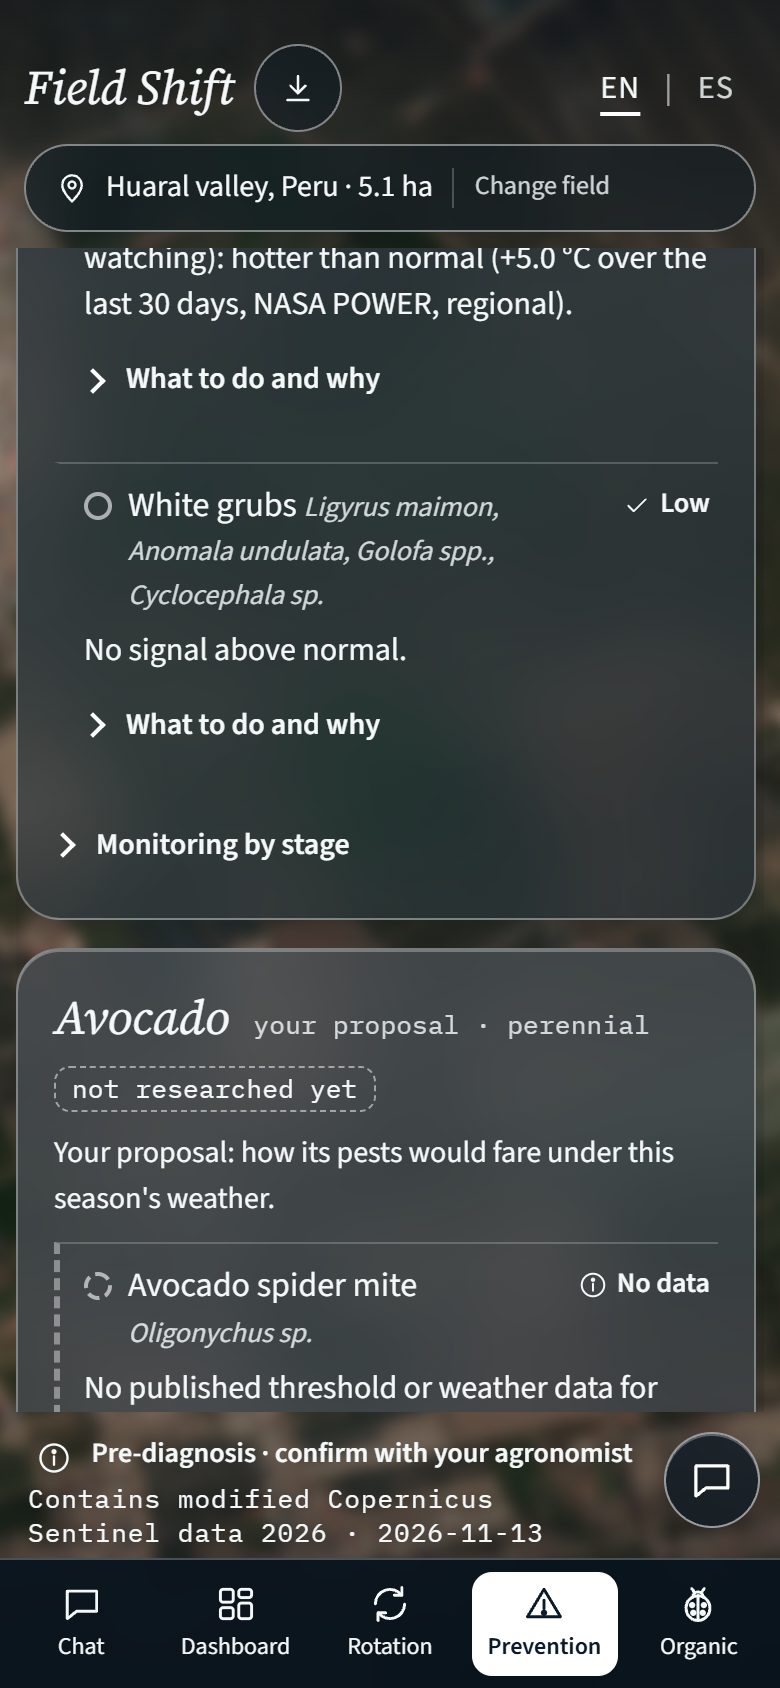 Field Shift
EN | ES
Huaral valley, Peru · 5.1 ha | Change field
watching): hotter than normal (+5.0 °C over the
last 30 days, NASA POWER, regional).
What to do and why
White grubs Ligyrus maimon,
Low
Anomala undulata, Golofa spp.,
Cyclocephala sp.
No signal above normal.
What to do and why
Monitoring by stage
Avocado your proposal · perennial
not researched yet
Your proposal: how its pests would fare under this
season's weather.
Avocado spider mite
No data
Oligonychus sp.
No published threshold or weather data for
Pre-diagnosis · confirm with your agronomist
Contains modified Copernicus
Sentinel data 2026 · 2026-11-13
Chat
Dashboard
Rotation
Prevention
Organic